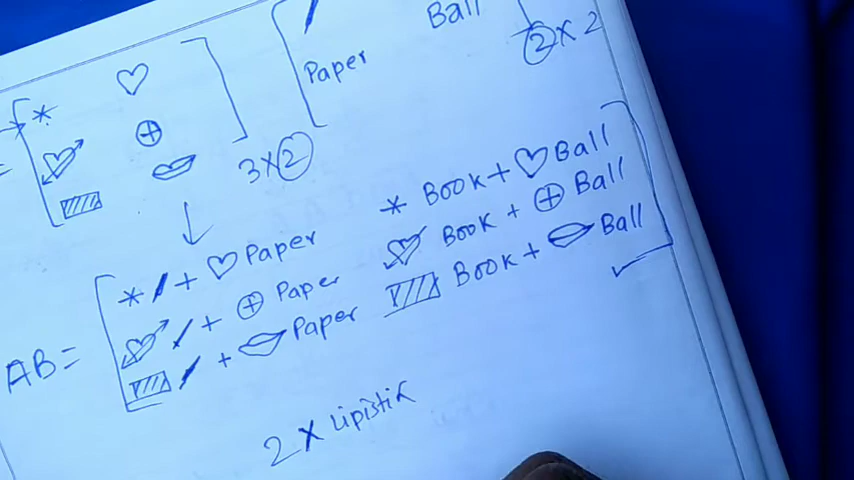 Ball
Paper
2 X 2
*
= 
3 X 2
AB =
* + Paper * Book + Ball
+ ⊕ Paper Book + ⊕ Ball
+ Paper Book + Ball
2 X Lipistik